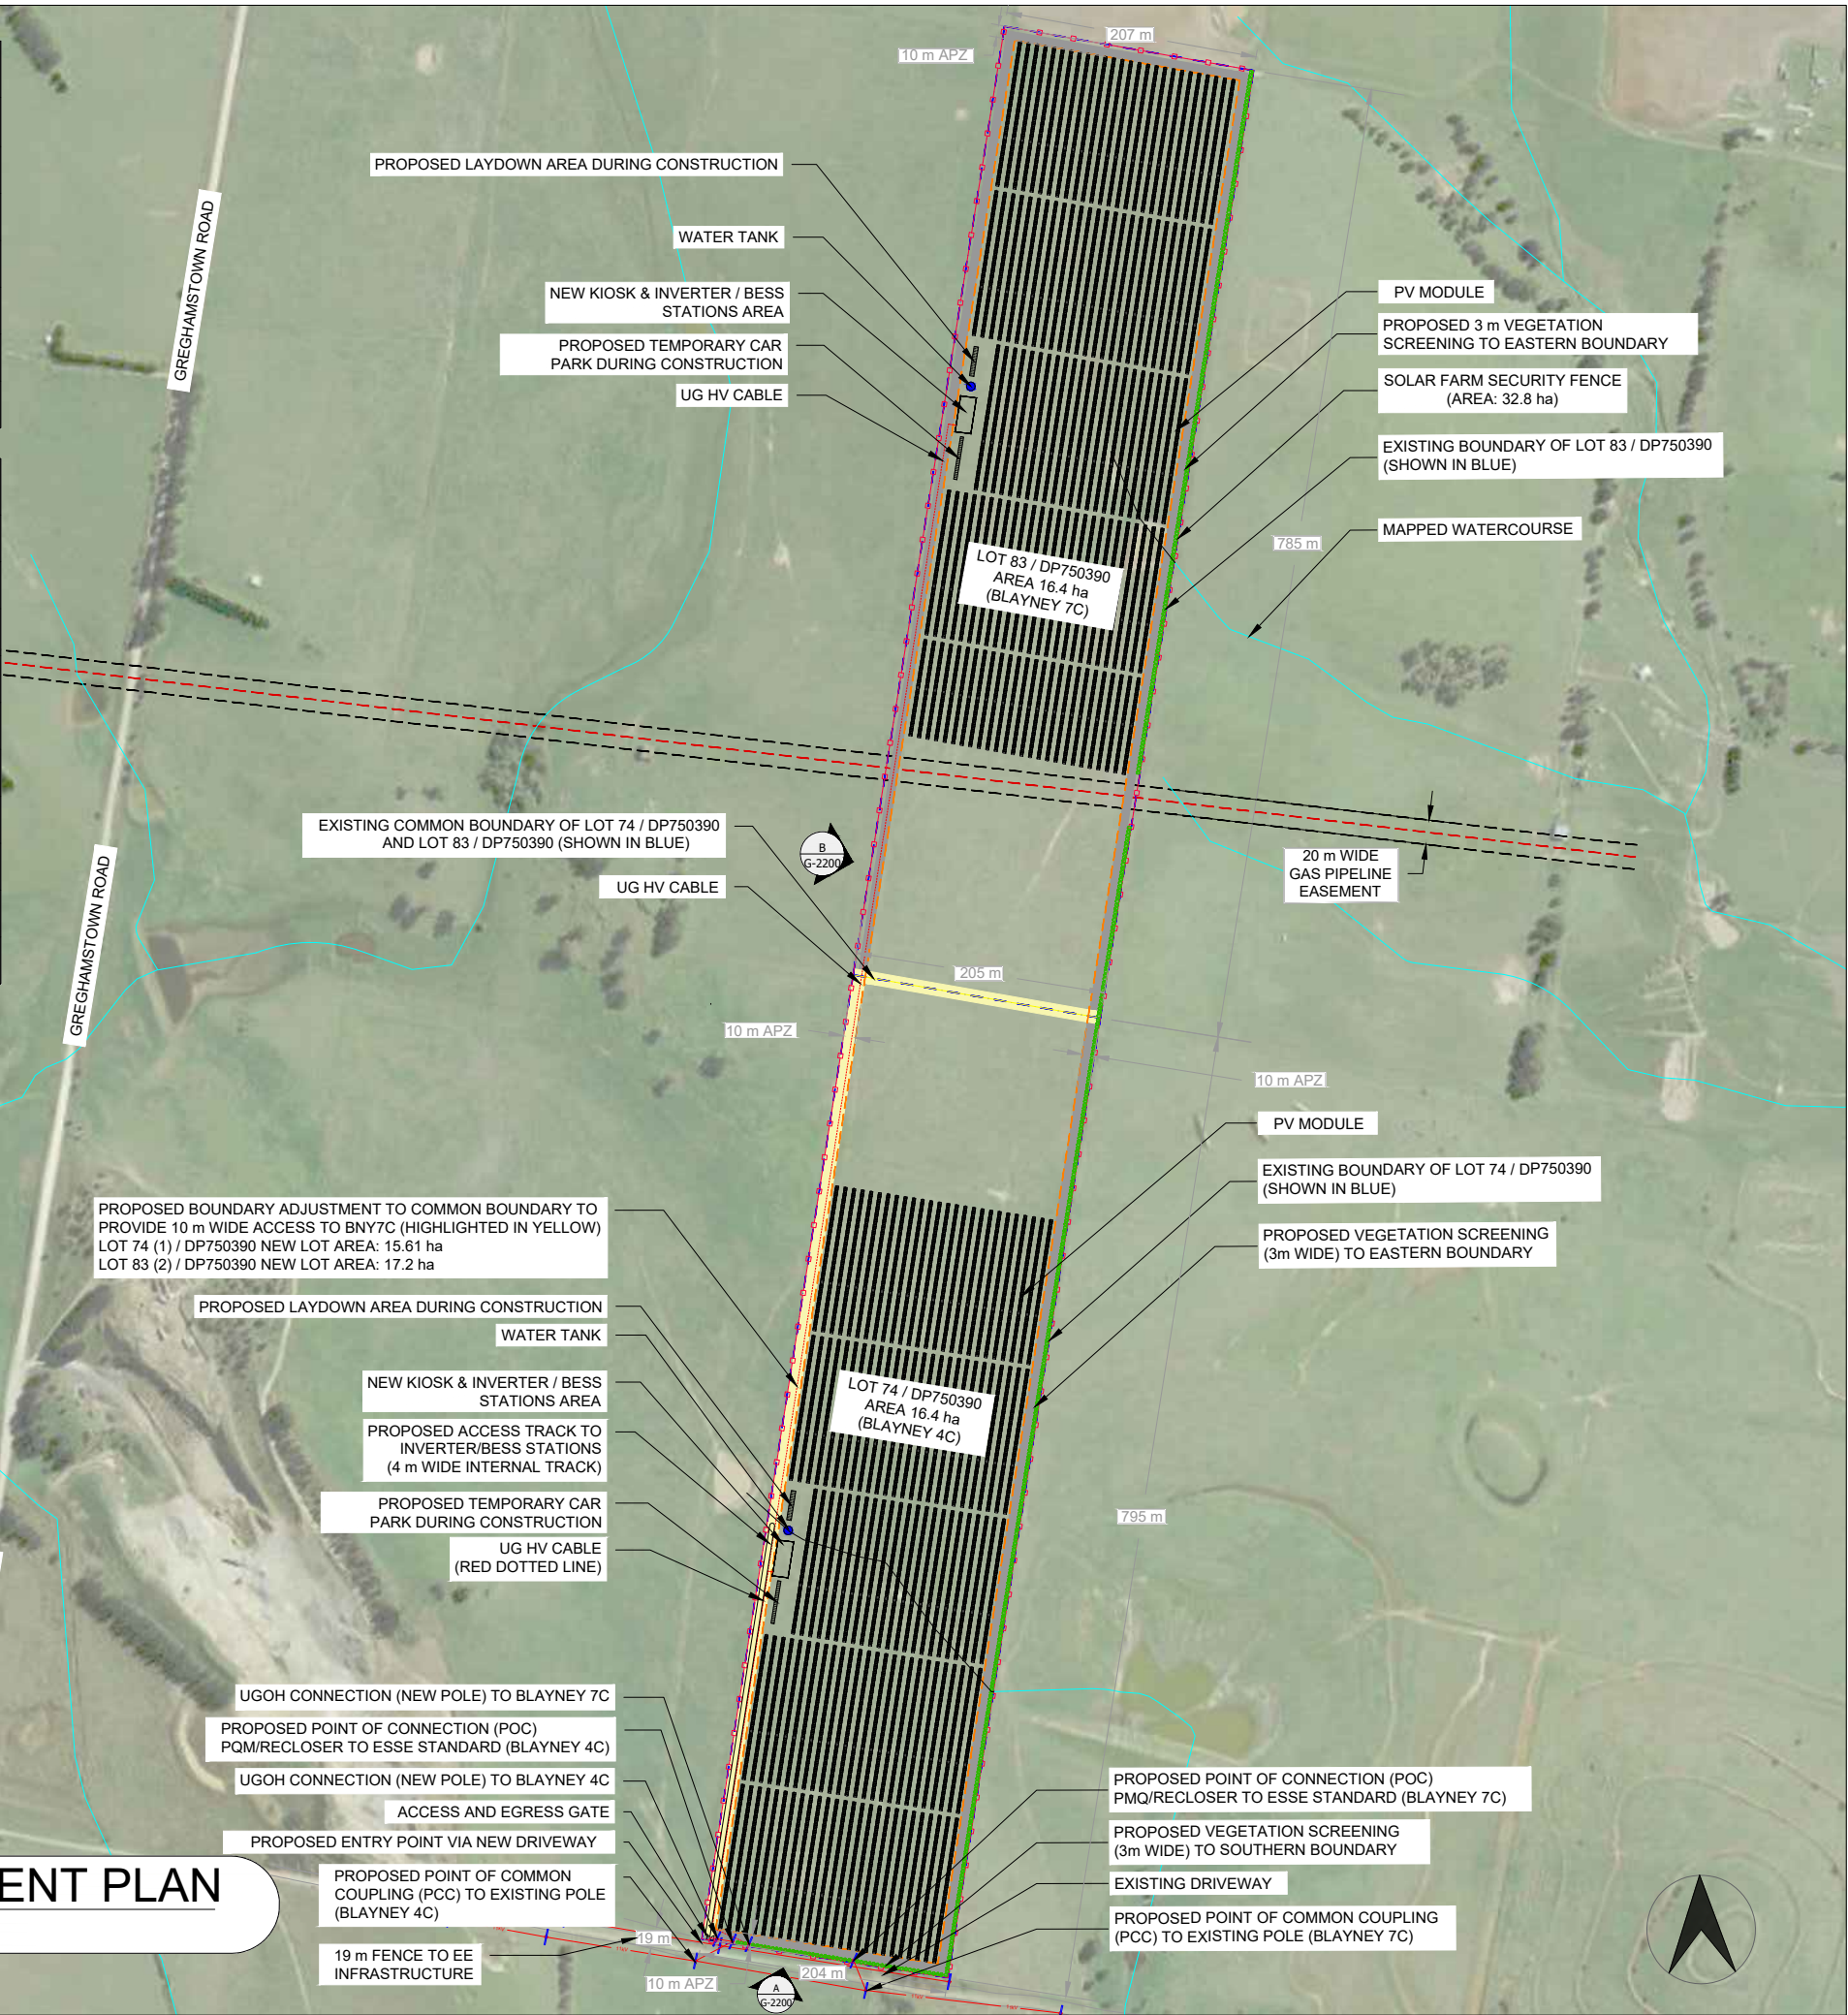 207 m
10 m APZ
PROPOSED LAYDOWN AREA DURING CONSTRUCTION
WATER TANK
NEW KIOSK & INVERTER / BESS
STATIONS AREA
PROPOSED TEMPORARY CAR
PARK DURING CONSTRUCTION
UG HV CABLE
GREGHAMSTOWN ROAD
PV MODULE
PROPOSED 3 m VEGETATION
SCREENING TO EASTERN BOUNDARY
SOLAR FARM SECURITY FENCE
(AREA: 32.8 ha)
EXISTING BOUNDARY OF LOT 83 / DP750390
(SHOWN IN BLUE)
MAPPED WATERCOURSE
785 m
LOT 83 / DP750390
AREA 16.4 ha
(BLAYNEY 7C)
EXISTING COMMON BOUNDARY OF LOT 74 / DP750390
AND LOT 83 / DP750390 (SHOWN IN BLUE)
B
G-2200
UG HV CABLE
20 m WIDE
GAS PIPELINE
EASEMENT
GREGHAMSTOWN ROAD
205 m
10 m APZ
10 m APZ
PV MODULE
EXISTING BOUNDARY OF LOT 74 / DP750390
(SHOWN IN BLUE)
PROPOSED VEGETATION SCREENING
(3m WIDE) TO EASTERN BOUNDARY
PROPOSED BOUNDARY ADJUSTMENT TO COMMON BOUNDARY TO
PROVIDE 10 m WIDE ACCESS TO BNY7C (HIGHLIGHTED IN YELLOW)
LOT 74 (1) / DP750390 NEW LOT AREA: 15.61 ha
LOT 83 (2) / DP750390 NEW LOT AREA: 17.2 ha
PROPOSED LAYDOWN AREA DURING CONSTRUCTION
WATER TANK
NEW KIOSK & INVERTER / BESS
STATIONS AREA
PROPOSED ACCESS TRACK TO
INVERTER/BESS STATIONS
(4 m WIDE INTERNAL TRACK)
PROPOSED TEMPORARY CAR
PARK DURING CONSTRUCTION
UG HV CABLE
(RED DOTTED LINE)
LOT 74 / DP750390
AREA 16.4 ha
(BLAYNEY 4C)
795 m
UGOH CONNECTION (NEW POLE) TO BLAYNEY 7C
PROPOSED POINT OF CONNECTION (POC)
PQM/RECLOSER TO ESSE STANDARD (BLAYNEY 4C)
UGOH CONNECTION (NEW POLE) TO BLAYNEY 4C
ACCESS AND EGRESS GATE
PROPOSED ENTRY POINT VIA NEW DRIVEWAY
PROPOSED POINT OF COMMON
COUPLING (PCC) TO EXISTING POLE
(BLAYNEY 4C)
19 m FENCE TO EE
INFRASTRUCTURE
19 m
10 m APZ
204 m
A
G-2200
PROPOSED POINT OF CONNECTION (POC)
PMQ/RECLOSER TO ESSE STANDARD (BLAYNEY 7C)
PROPOSED VEGETATION SCREENING
(3m WIDE) TO SOUTHERN BOUNDARY
EXISTING DRIVEWAY
PROPOSED POINT OF COMMON COUPLING
(PCC) TO EXISTING POLE (BLAYNEY 7C)
ENT PLAN